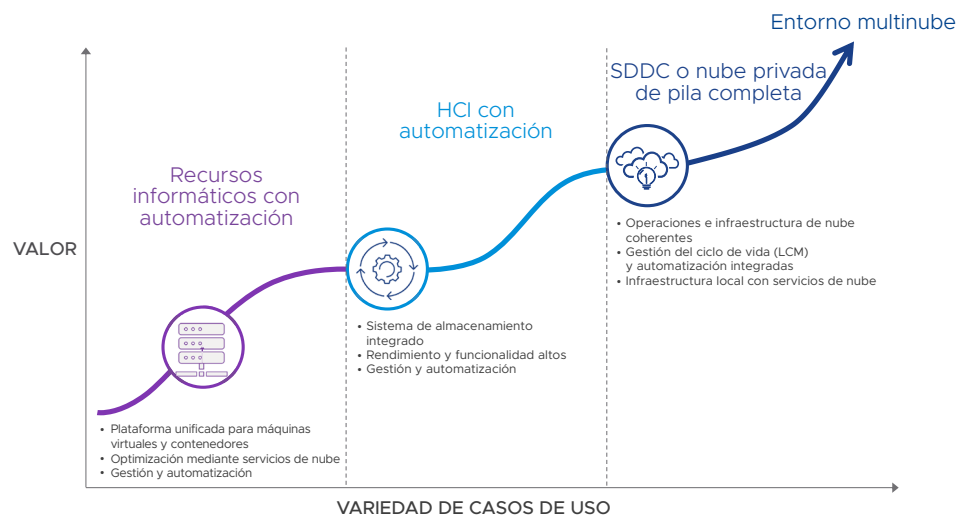 Entorno multinube
SDDC o nube privada
de pila completa
HCI con
automatización
Recursos
informáticos con
automatización
VALOR
• Operaciones e infraestructura de nube
coherentes
• Gestión del ciclo de vida (LCM)
y automatización integradas
• Infraestructura local con servicios de nube
• Sistema de almacenamiento
integrado
• Rendimiento y funcionalidad altos
• Gestión y automatización
• Plataforma unificada para máquinas
virtuales y contenedores
• Optimización mediante servicios de nube
• Gestión y automatización
VARIEDAD DE CASOS DE USO